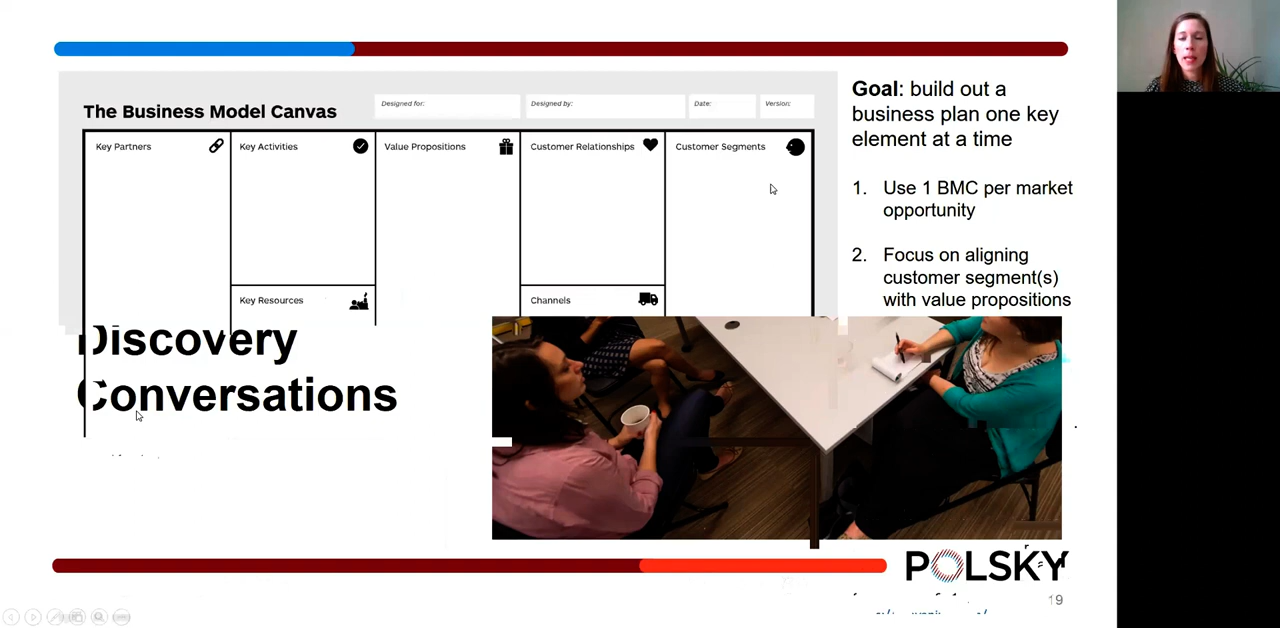 The Business Model Canvas
Designed for:
Designed by:
Date:
Version:
Key Partners
Key Activities
Value Propositions
Customer Relationships
Customer Segments
Key Resources
Channels
Goal: build out a
business plan one key
element at a time
1. Use 1 BMC per market
opportunity
2. Focus on aligning
customer segment(s)
with value propositions
Discovery
Conversations
POLSKY
19